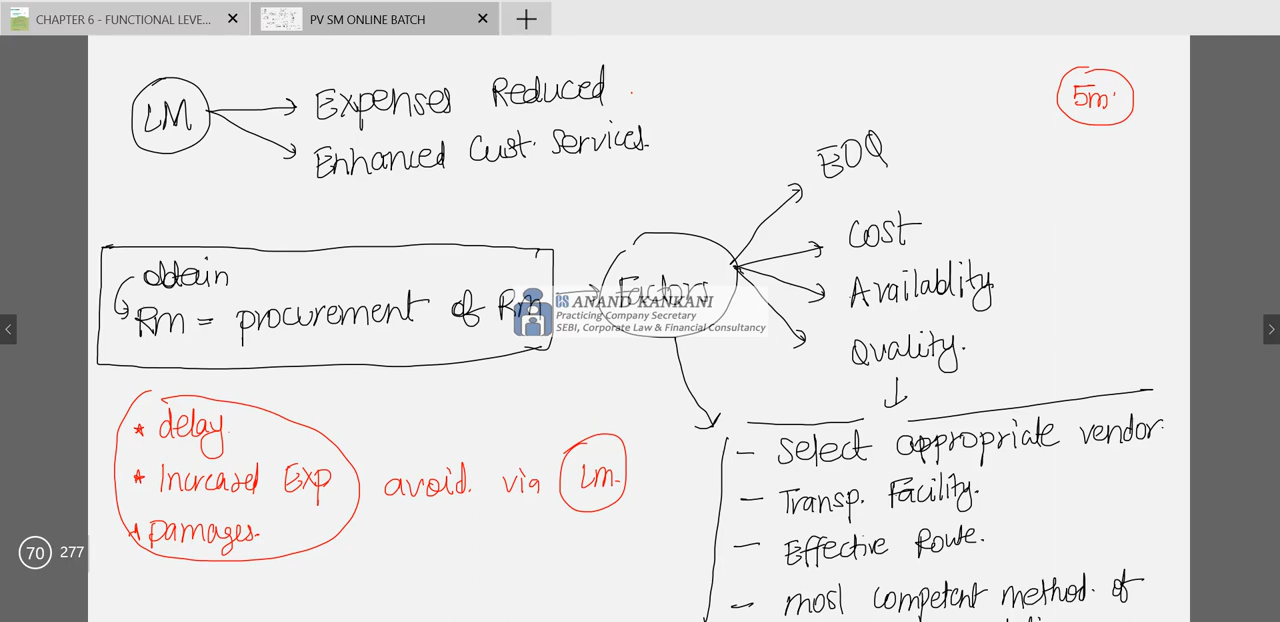 CHAPTER 6 - FUNCTIONAL LEVE...
PV SM ONLINE BATCH
LM
Expenses Reduced
Enhanced Cust. Services.
5m.
EOQ
Cost
Availablity
Quality.
obtain
Rm = procurement of Rm
Factors
CS ANAND KANKANI
Practicing Company Secretary
SEBI, Corporate Law & Financial Consultancy
* delay.
* Increased Exp
* Damages.
avoid. via
Lm.
- Select appropriate vendor.
- Transp. Facility.
- Effective Route.
- most competent method. of
70 277